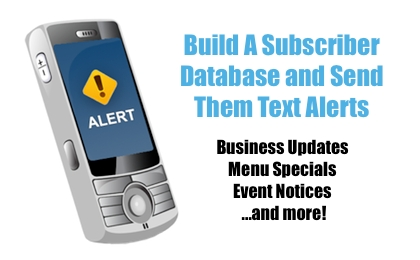 Build A Subscriber
Database and Send
Them Text Alerts
ALERT
Business Updates
Menu Specials
Event Notices
...and more!